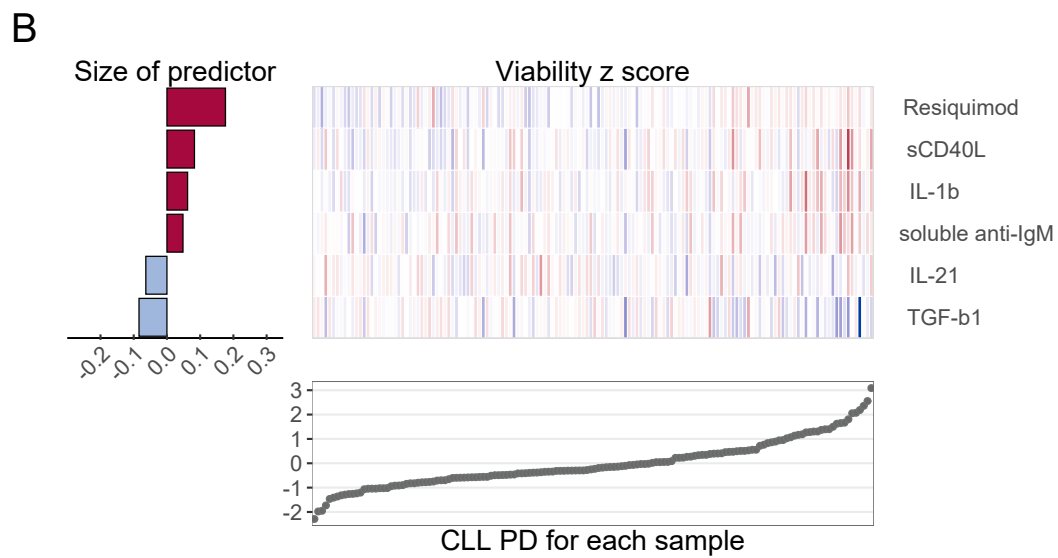 B
Size of predictor
Viability z score
Resiquimod
sCD40L
IL-1b
soluble anti-IgM
IL-21
TGF-b1
-0.2
-0.1
0.0
0.1
0.2
0.3
3
2
1
0
-1
-2
CLL PD for each sample